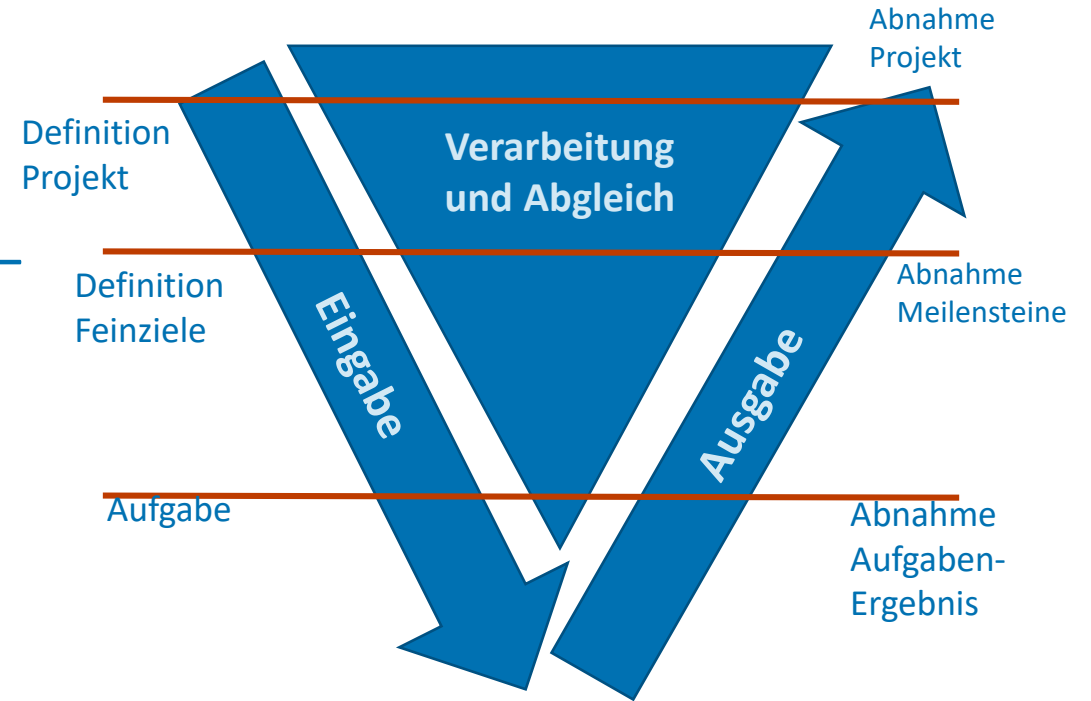 Abnahme
Projekt
Definition
Projekt
Verarbeitung
und Abgleich
Definition
Feinziele
Eingabe
Ausgabe
Abnahme
Meilensteine
Aufgabe
Abnahme
Aufgaben-
Ergebnis